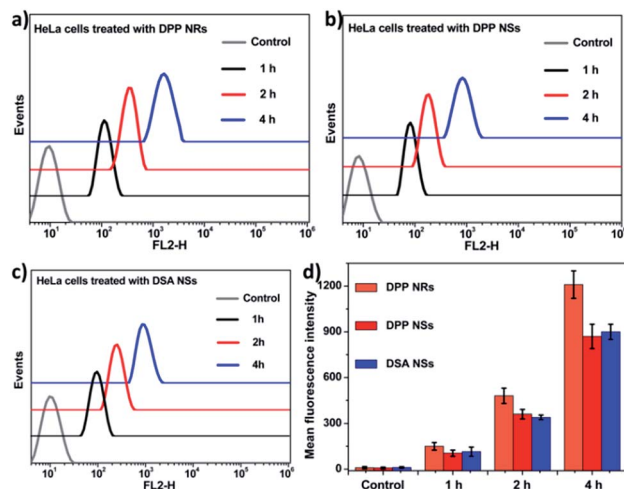 a)
HeLa cells treated with DPP NRs
Control
1 h
2 h
4 h
Events
10¹ 10² 10³ 10⁴ 10⁵ 10⁶
FL2-H
b)
HeLa cells treated with DPP NSs
Control
1 h
2 h
4 h
Events
10¹ 10² 10³ 10⁴ 10⁵ 10⁶
FL2-H
c)
HeLa cells treated with DSA NSs
Control
1h
2h
4h
Events
10¹ 10² 10³ 10⁴ 10⁵ 10⁶
FL2-H
d)
Mean fluorescence intensity
1200
900
600
300
0
DPP NRs
DPP NSs
DSA NSs
Control 1 h 2 h 4 h